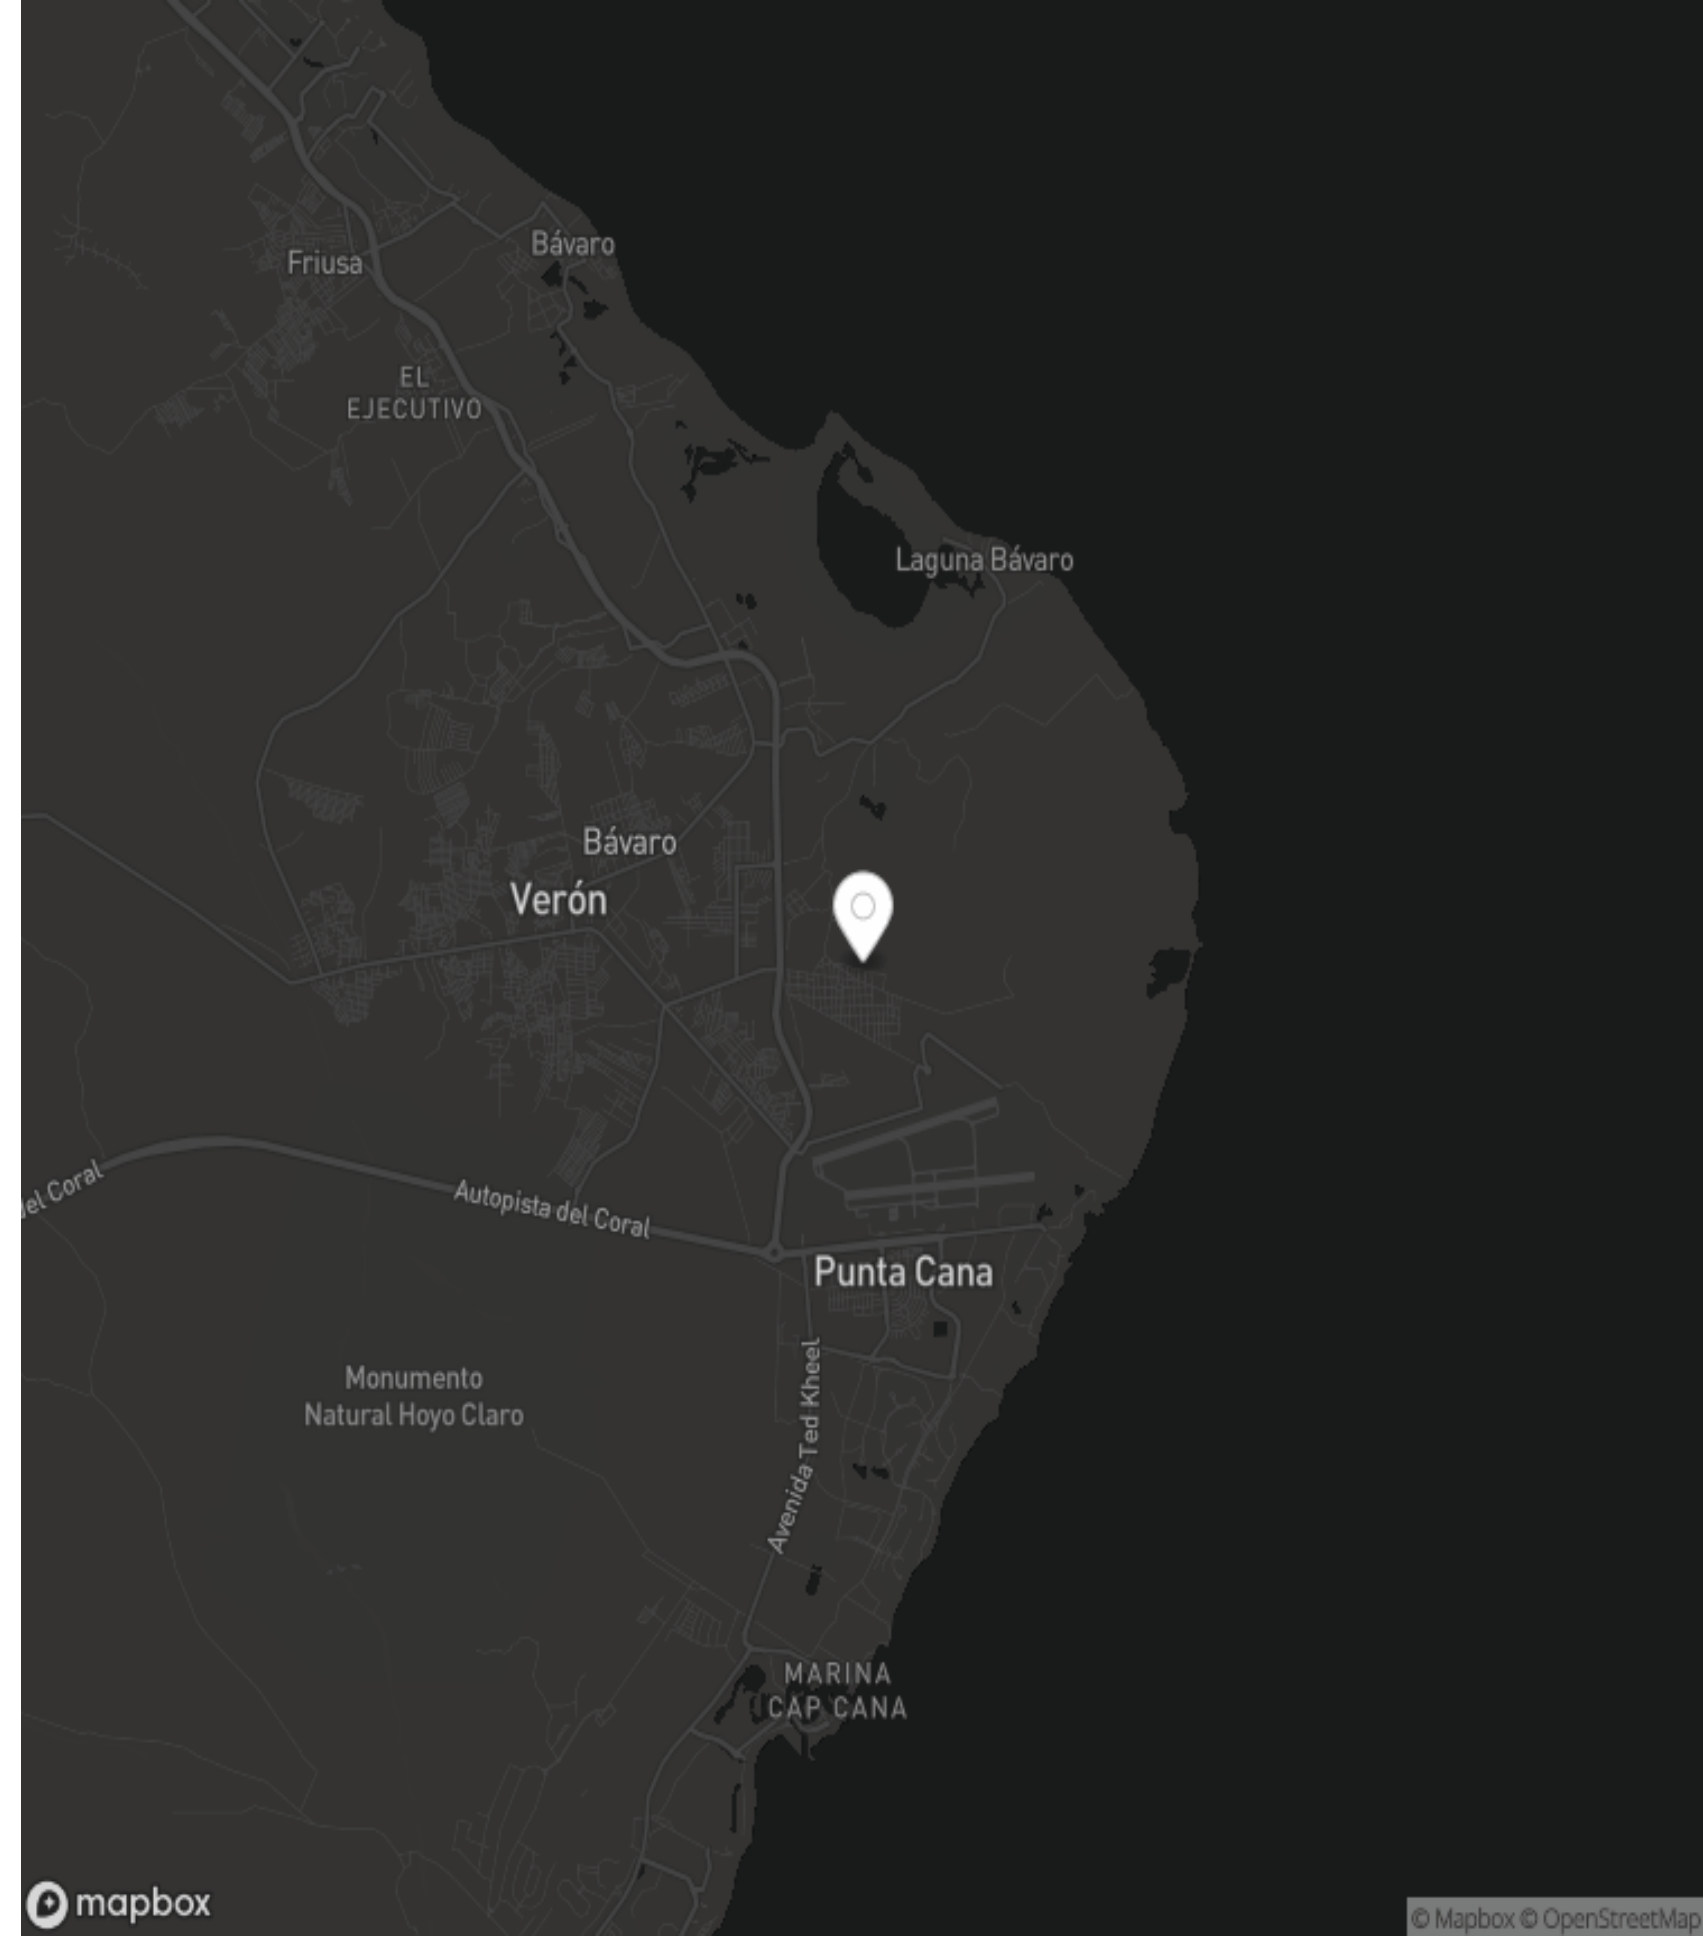 Bávaro
Friusa
EL
EJECUTIVO
Laguna Bávaro
Bávaro
Verón
del Coral
Autopista del Coral
Punta Cana
Avenida Ted Kheel
Monumento
Natural Hoyo Claro
MARINA
CAP CANA
mapbox
© Mapbox © OpenStreetMap